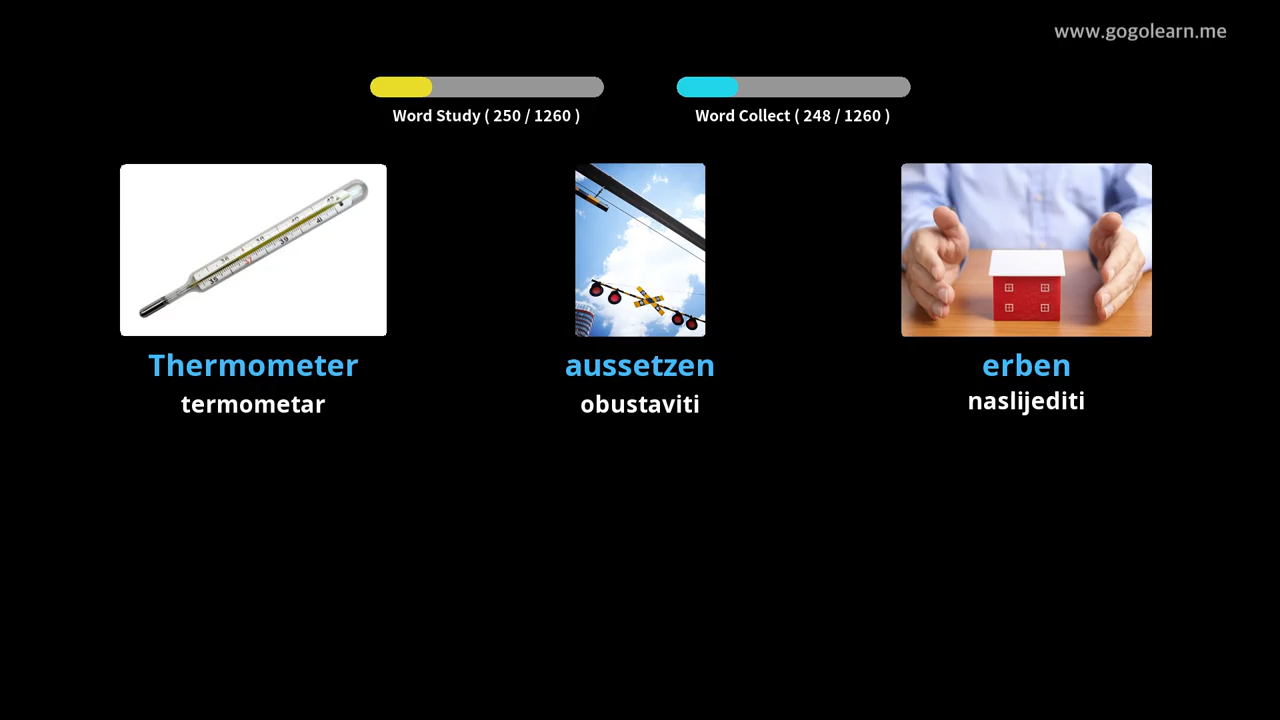 www.gogolearn.me
Word Study ( 250 / 1260 )
Word Collect ( 248 / 1260 )
Thermometer
aussetzen
erben
termometar
obustaviti
naslijediti